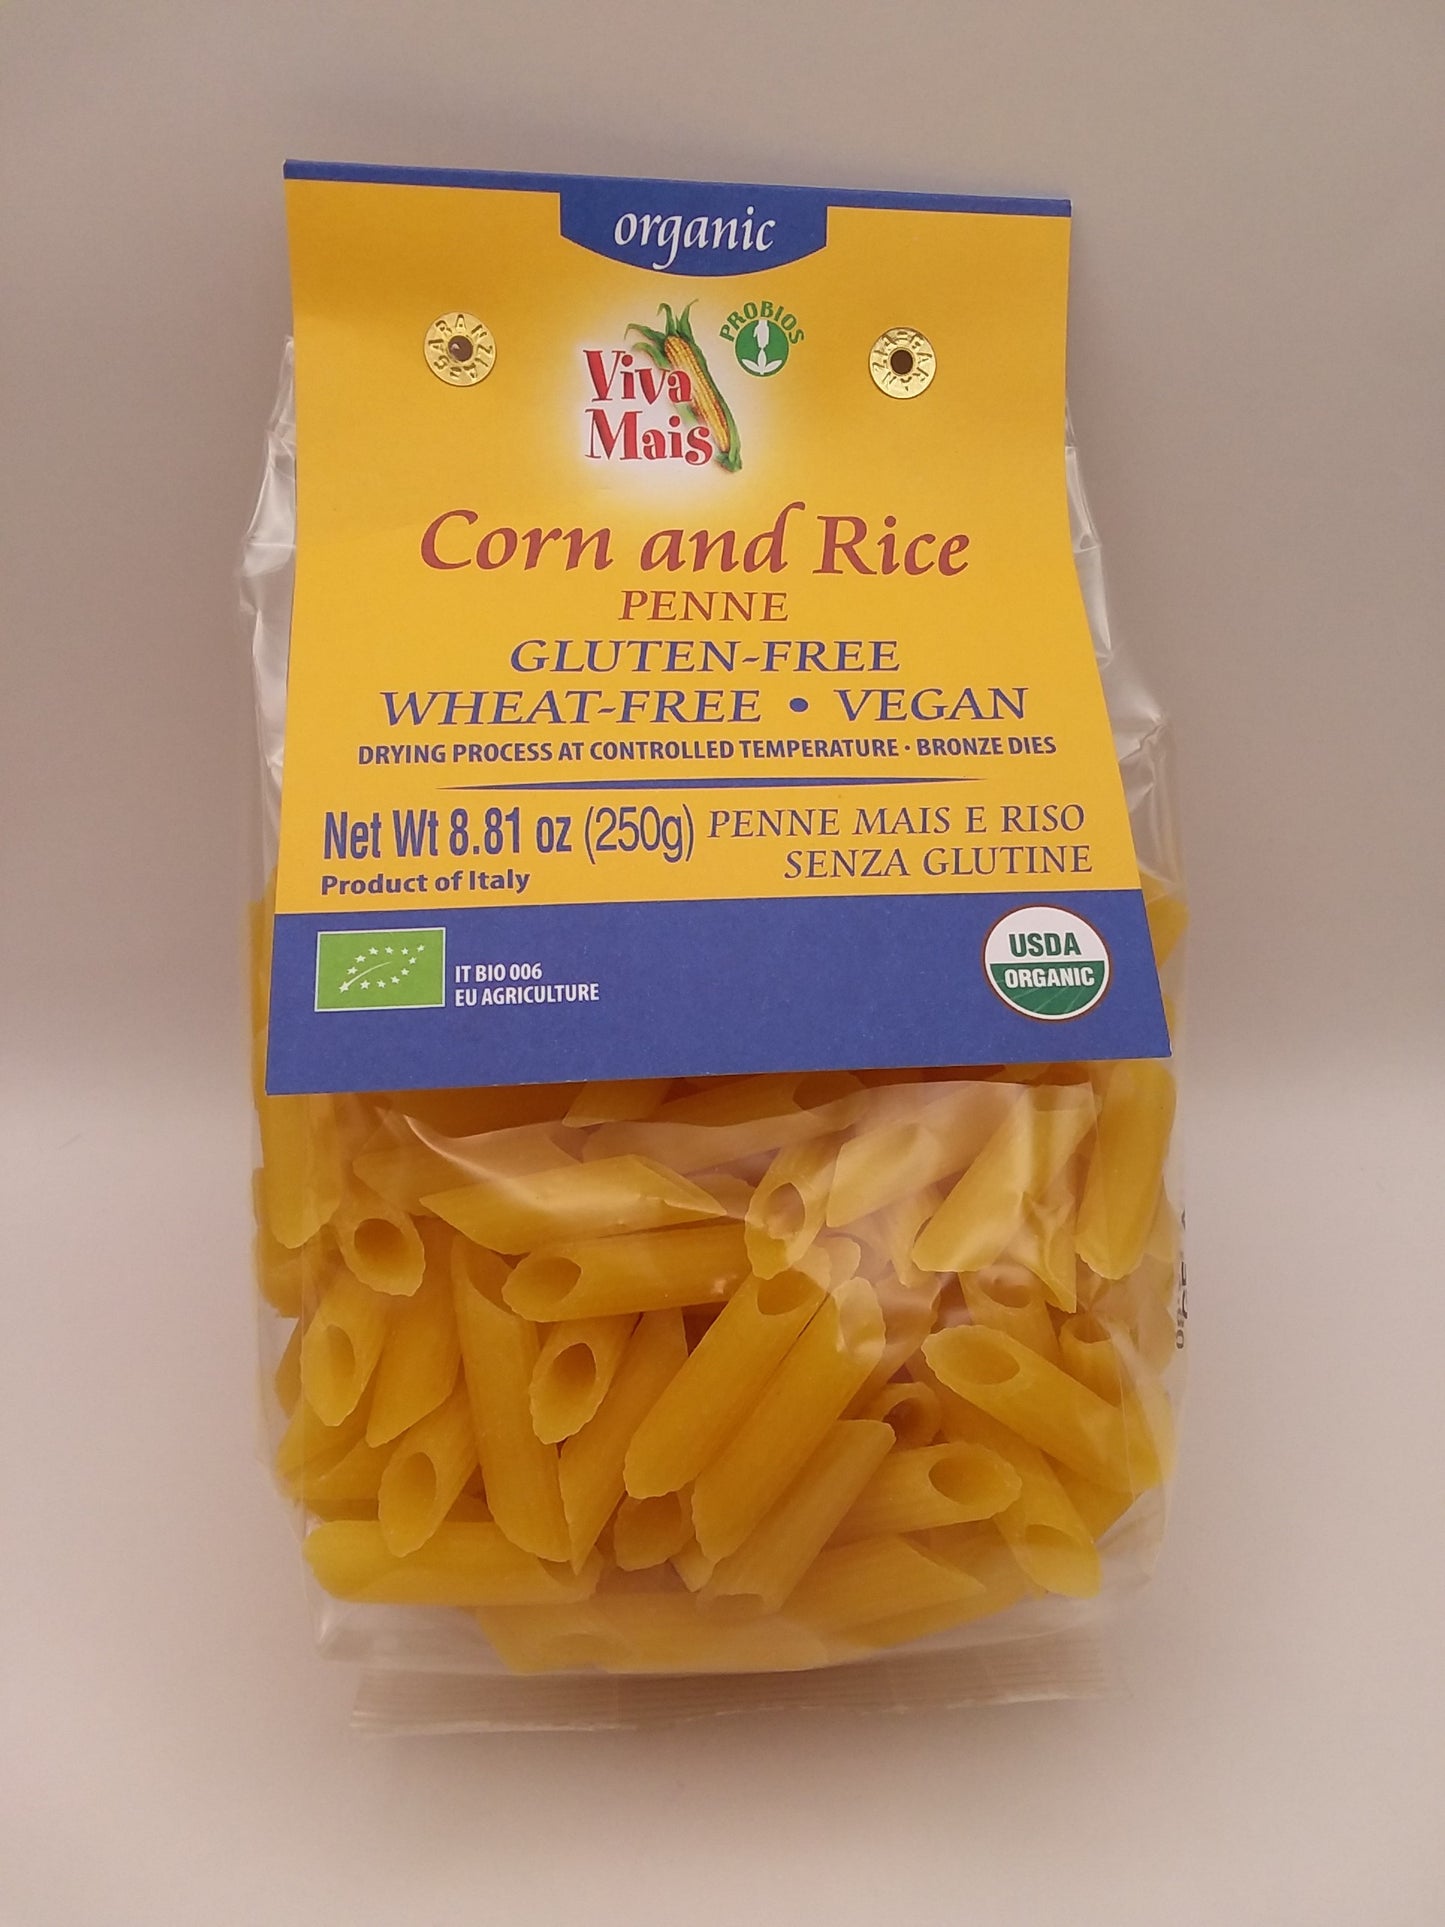 organic
PROBIOS
Viva
Mais
GARANZIA
GARANZIA
Corn and Rice
PENNE
GLUTEN-FREE
WHEAT-FREE • VEGAN
DRYING PROCESS AT CONTROLLED TEMPERATURE • BRONZE DIES
Net Wt 8.81 oz (250g)
Product of Italy
PENNE MAIS E RISO
SENZA GLUTINE
IT BIO 006
EU AGRICULTURE
USDA
ORGANIC